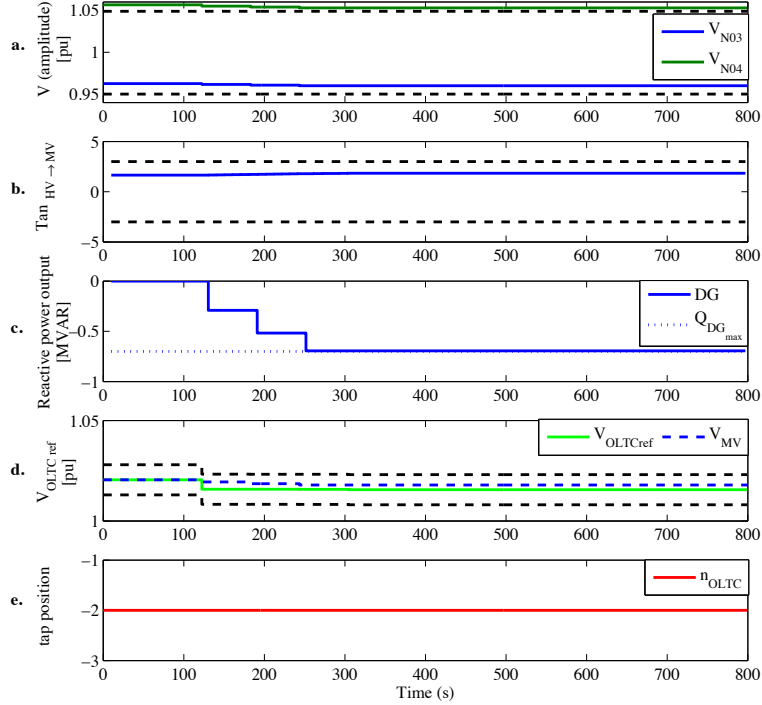 1.05
1
0.95
a.
V (amplitude)
[pu]
V_N03
V_N04
0 100 200 300 400 500 600 700 800
5
0
−5
b.
Tan HV → MV
0 100 200 300 400 500 600 700 800
0
−0.5
−1
c.
Reactive power output
[MVAR]
DG
Q_DG_max
0 100 200 300 400 500 600 700 800
1.05
1
d.
V_OLTC ref
[pu]
V_OLTCref V_MV
0 100 200 300 400 500 600 700 800
−1
−2
−3
e.
tap position
n_OLTC
0 100 200 300 400 500 600 700 800
Time (s)